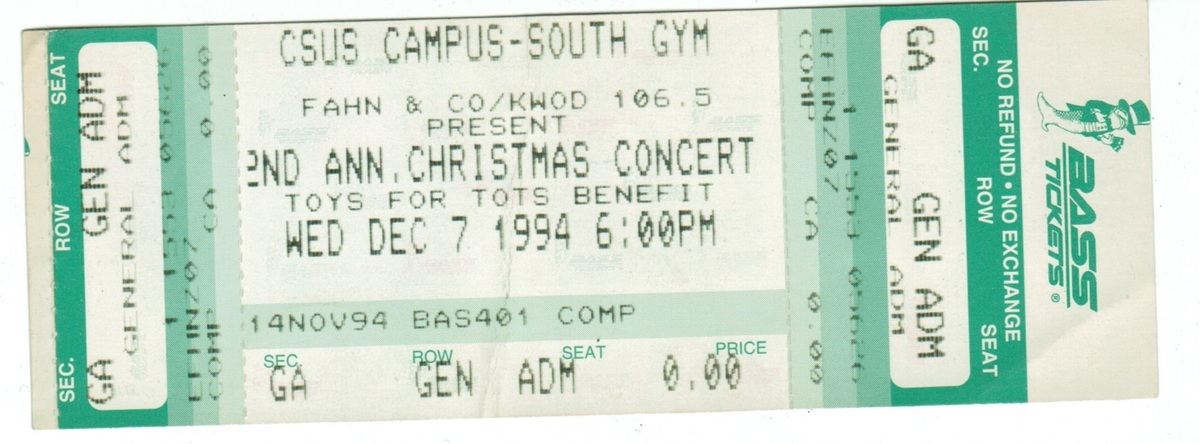 SEC. ROW SEAT
GA GEN ADM
GENERAL ADM
CSUS CAMPUS-SOUTH GYM
FAHN & CO/KWOD 106.5
PRESENT
2ND ANN.CHRISTMAS CONCERT
TOYS FOR TOTS BENEFIT
WED DEC 7 1994 6:00PM
14NOV94 BAS401 COMP
SEC. ROW SEAT PRICE
GA GEN ADM 0.00
COMP CA 0.00
GENERAL ADM
GA GEN ADM
SEC. ROW SEAT
NO REFUND • NO EXCHANGE
BASS
TICKETS®